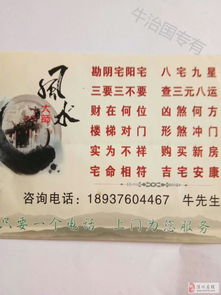 牛治国专有
风水
大师
勘阴宅阳宅 八宅九星
三要三不要 查三元八运
财在何位 凶煞何方
楼梯对门 形煞冲门
实为不祥 购买新房
宅命相符 吉宅安康
咨询电话：18937604467 牛先生
只要一个电话 上门为您服务